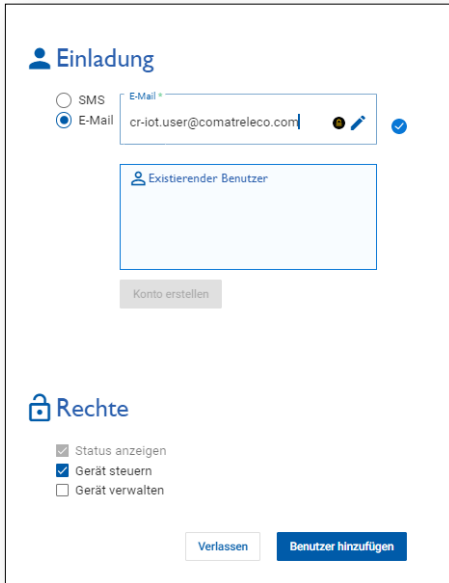 Einladung
SMS
E-Mail *
E-Mail
cr-iot.user@comatreleco.com
Existierender Benutzer
Konto erstellen
Rechte
Status anzeigen
Gerät steuern
Gerät verwalten
Verlassen
Benutzer hinzufügen